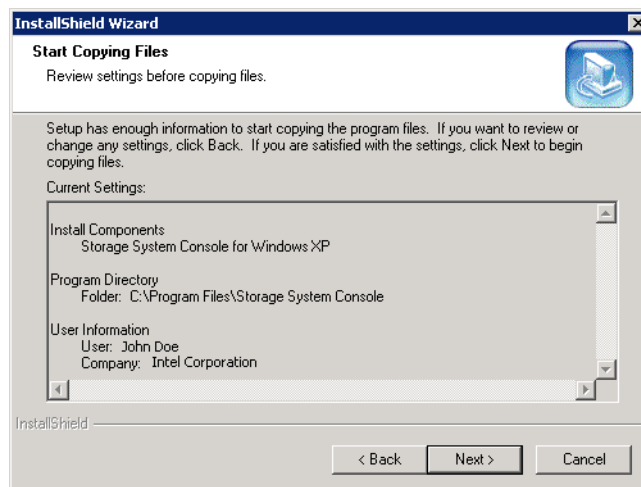 InstallShield Wizard
Start Copying Files
Review settings before copying files.
Setup has enough information to start copying the program files. If you want to review or
change any settings, click Back. If you are satisfied with the settings, click Next to begin
copying files.
Current Settings:
Install Components
Storage System Console for Windows XP
Program Directory
Folder: C:\Program Files\Storage System Console
User Information
User: John Doe
Company: Intel Corporation
InstallShield
< Back Next > Cancel